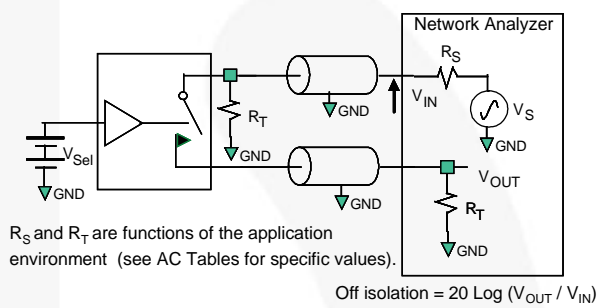 Network Analyzer
R_S
V_IN
V_S
GND
R_T
GND
GND
V_Sel
GND
GND
V_OUT
R_T
GND
R_S and R_T are functions of the application
environment (see AC Tables for specific values).
Off isolation = 20 Log (V_OUT / V_IN)